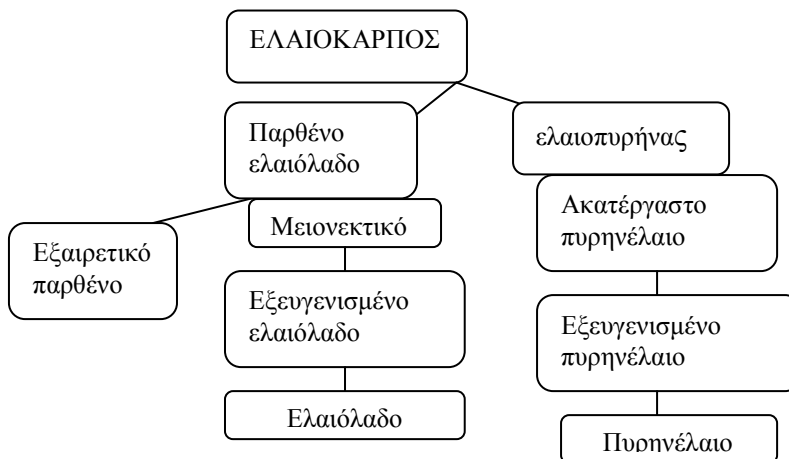 ΕΛΑΙΟΚΑΡΠΟΣ
Παρθένο
ελαιόλαδο
ελαιοπυρήνας
Εξαιρετικό
παρθένο
Μειονεκτικό
Ακατέργαστο
πυρηνέλαιο
Εξευγενισμένο
ελαιόλαδο
Εξευγενισμένο
πυρηνέλαιο
Ελαιόλαδο
Πυρηνέλαιο